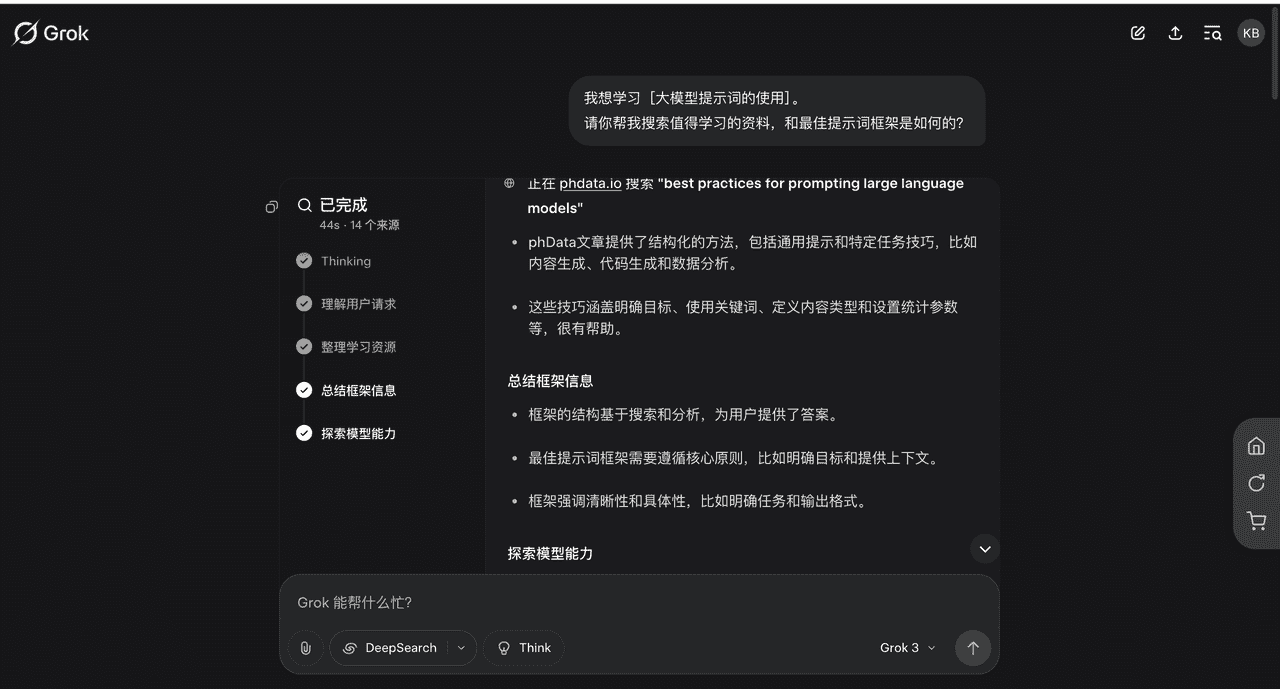 Grok
KB
我想学习［大模型提示词的使用］。
请你帮我搜索值得学习的资料，和最佳提示词框架是如何的？
已完成
44s · 14 个来源
Thinking
理解用户请求
整理学习资源
总结框架信息
探索模型能力
正在 phdata.io 搜索 "best practices for prompting large language
models"
phData文章提供了结构化的方法，包括通用提示和特定任务技巧，比如
内容生成、代码生成和数据分析。
这些技巧涵盖明确目标、使用关键词、定义内容类型和设置统计参数
等，很有帮助。
总结框架信息
框架的结构基于搜索和分析，为用户提供了答案。
最佳提示词框架需要遵循核心原则，比如明确目标和提供上下文。
框架强调清晰性和具体性，比如明确任务和输出格式。
探索模型能力
Grok 能帮什么忙？
DeepSearch
Think
Grok 3